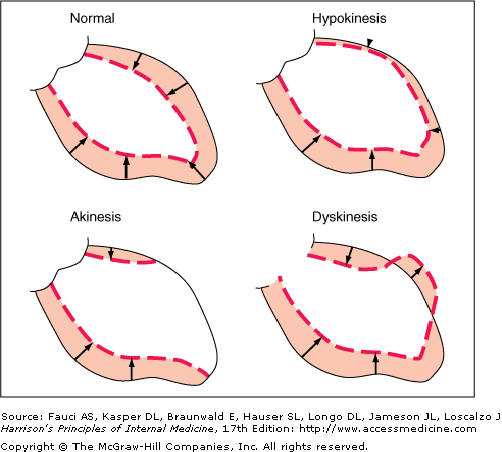 Normal
Hypokinesis
Akinesis
Dyskinesis
Source: Fauci AS, Kasper DL, Braunwald E, Hauser SL, Longo DL, Jameson JL, Loscalzo J
Harrison's Principles of Internal Medicine, 17th Edition: http://www.accessmedicine.com
Copyright © The McGraw-Hill Companies, Inc. All rights reserved.